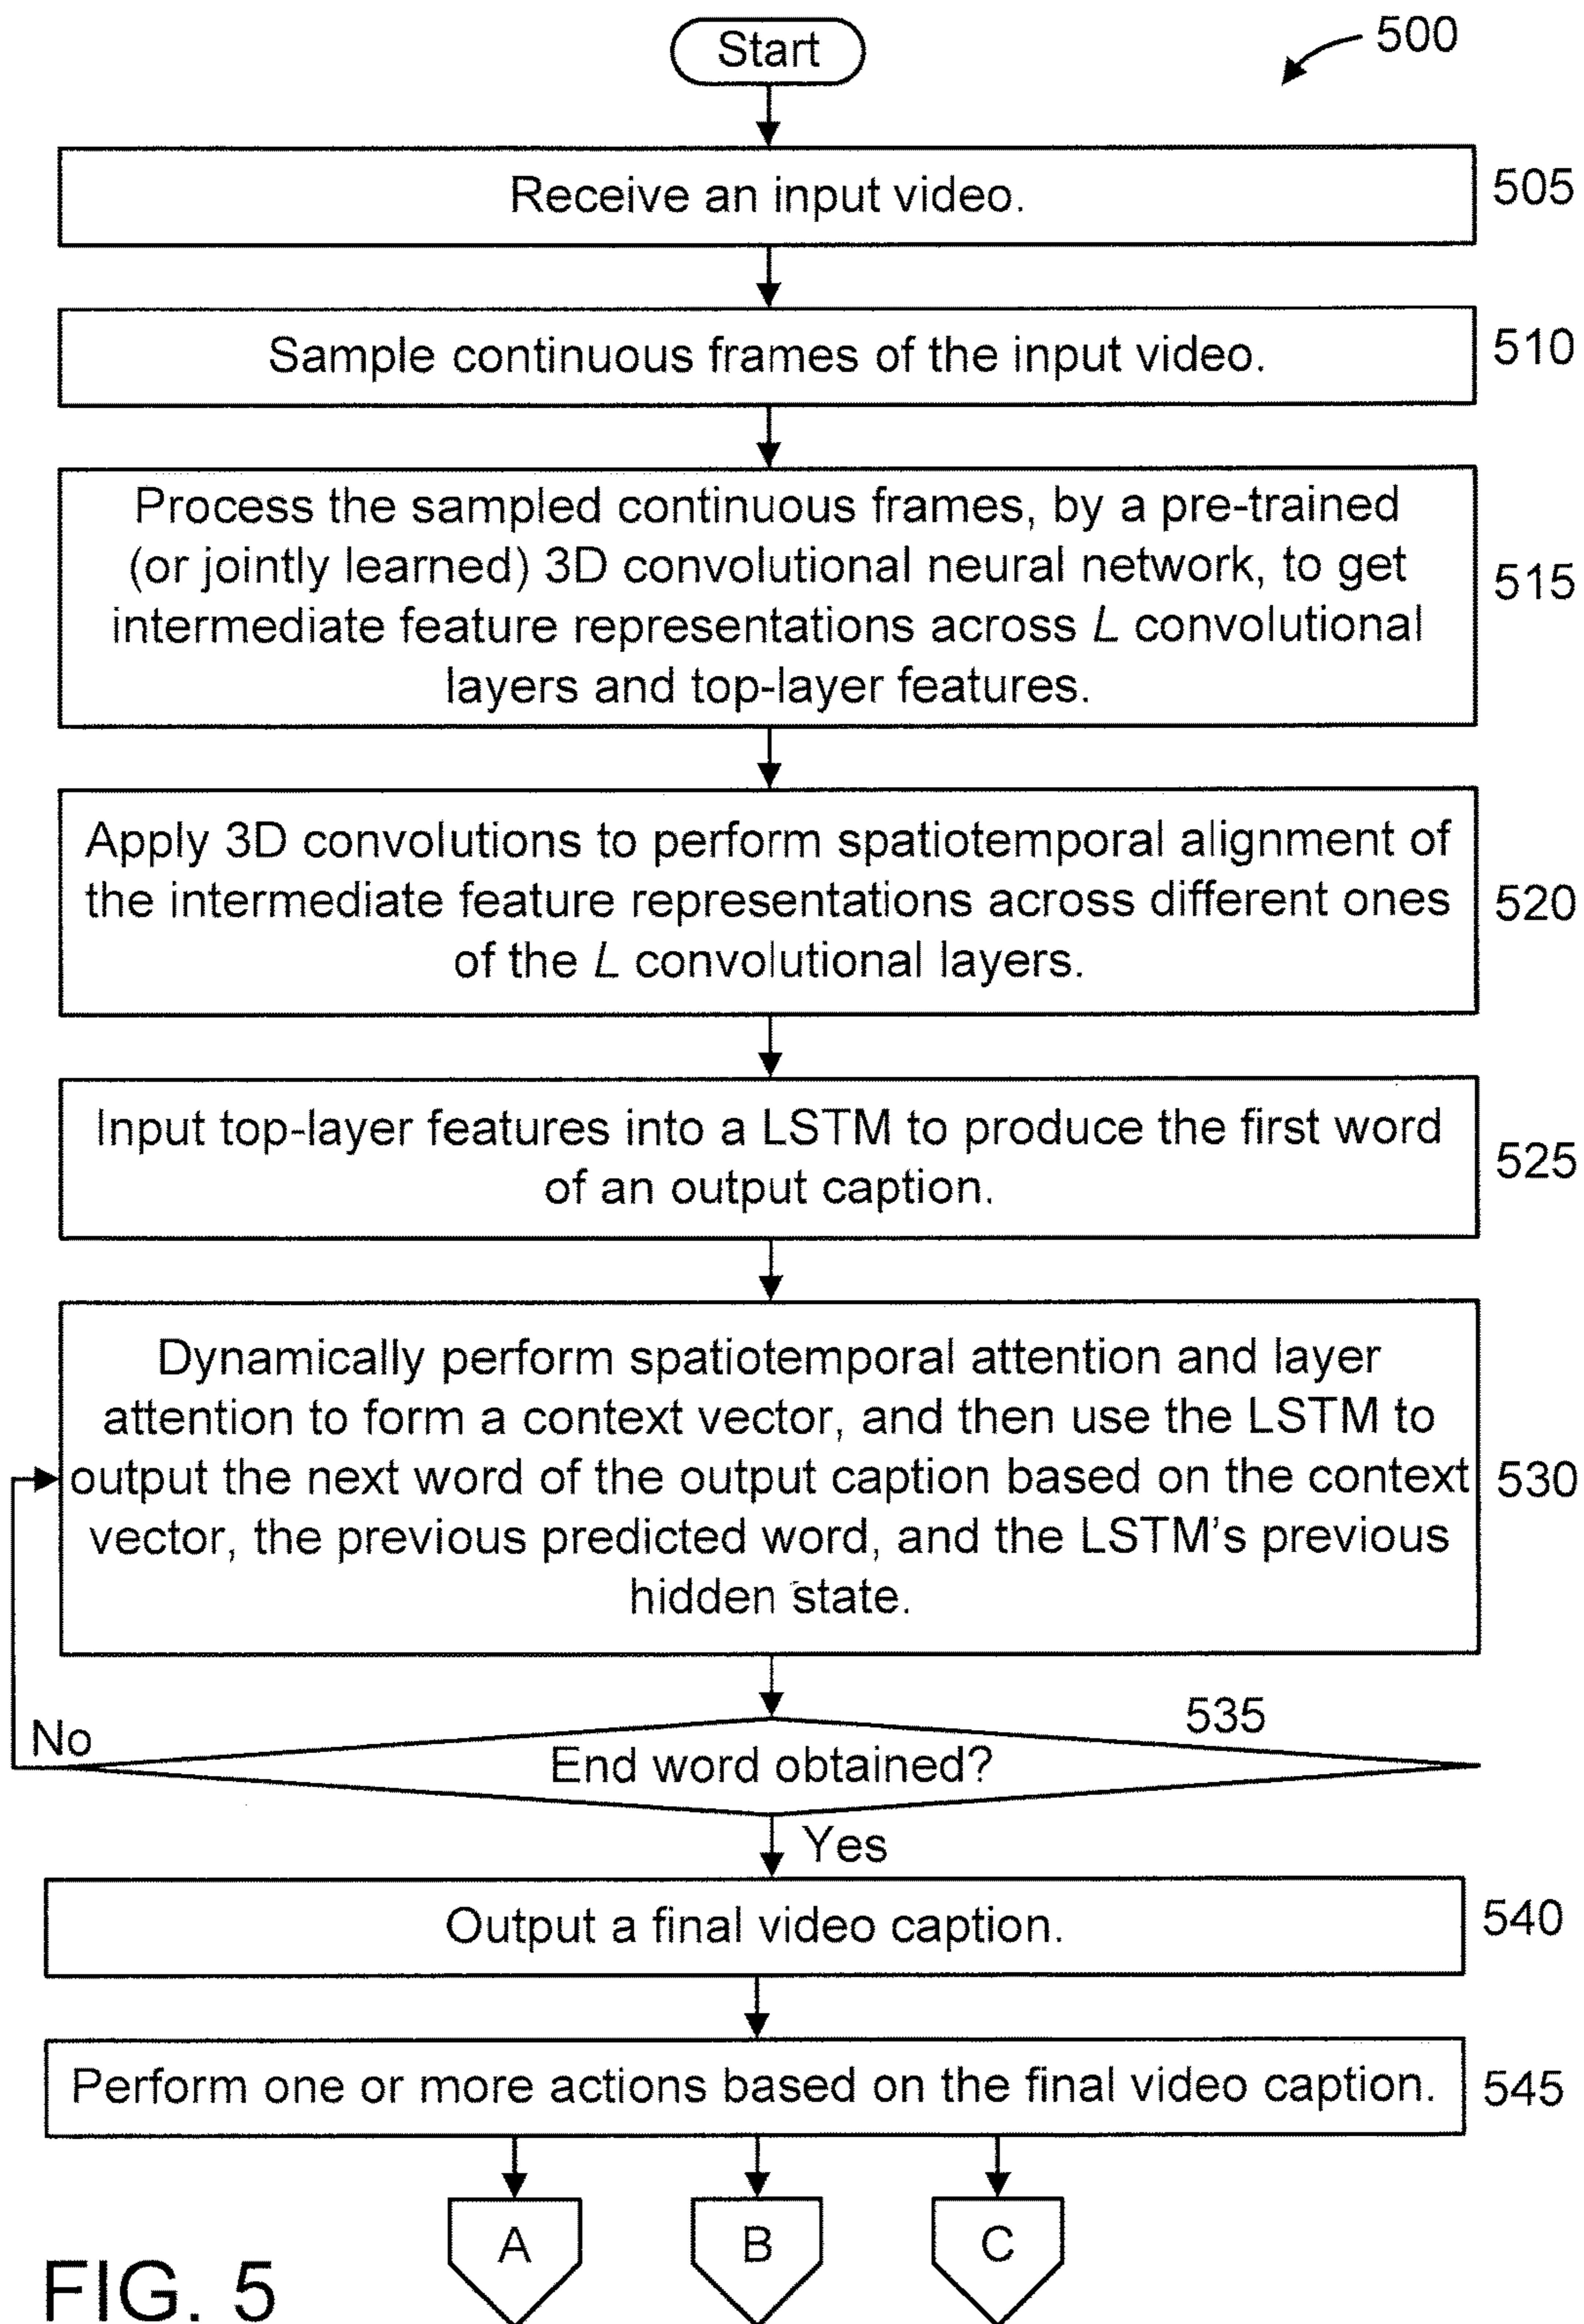 Start
500
Receive an input video.
505
Sample continuous frames of the input video.
510
Process the sampled continuous frames, by a pre-trained
(or jointly learned) 3D convolutional neural network, to get
intermediate feature representations across L convolutional
layers and top-layer features.
515
Apply 3D convolutions to perform spatiotemporal alignment of
the intermediate feature representations across different ones
of the L convolutional layers.
520
Input top-layer features into a LSTM to produce the first word
of an output caption.
525
Dynamically perform spatiotemporal attention and layer
attention to form a context vector, and then use the LSTM to
output the next word of the output caption based on the context
vector, the previous predicted word, and the LSTM's previous
hidden state.
530
535
No
End word obtained?
Yes
Output a final video caption.
540
Perform one or more actions based on the final video caption.
545
A
B
C
FIG. 5